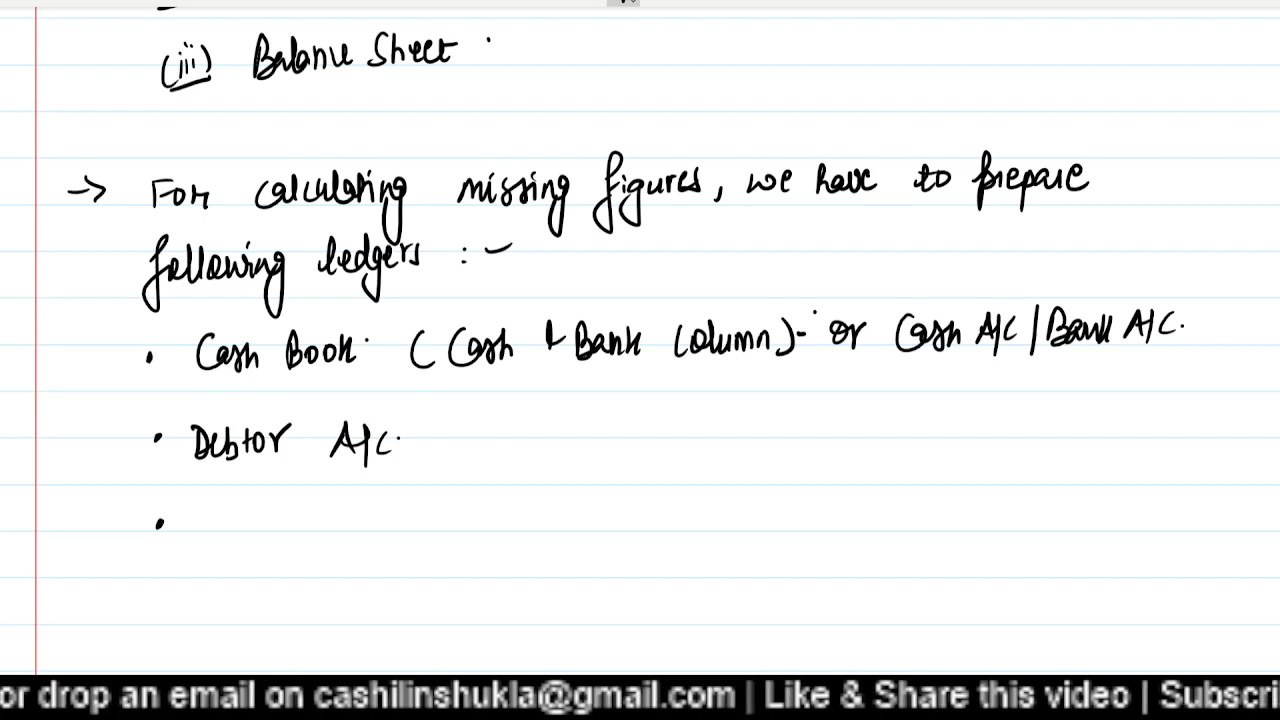 (iii) Balance Sheet
→ For calculating missing figures, we have to prepare
following ledgers :-
• Cash Book. (Cash & Bank Column)- or Cash A/C | Bank A/C.
• Debtor A/C.
•
or drop an email on cashilinshukla@gmail.com | Like & Share this video | Subscri